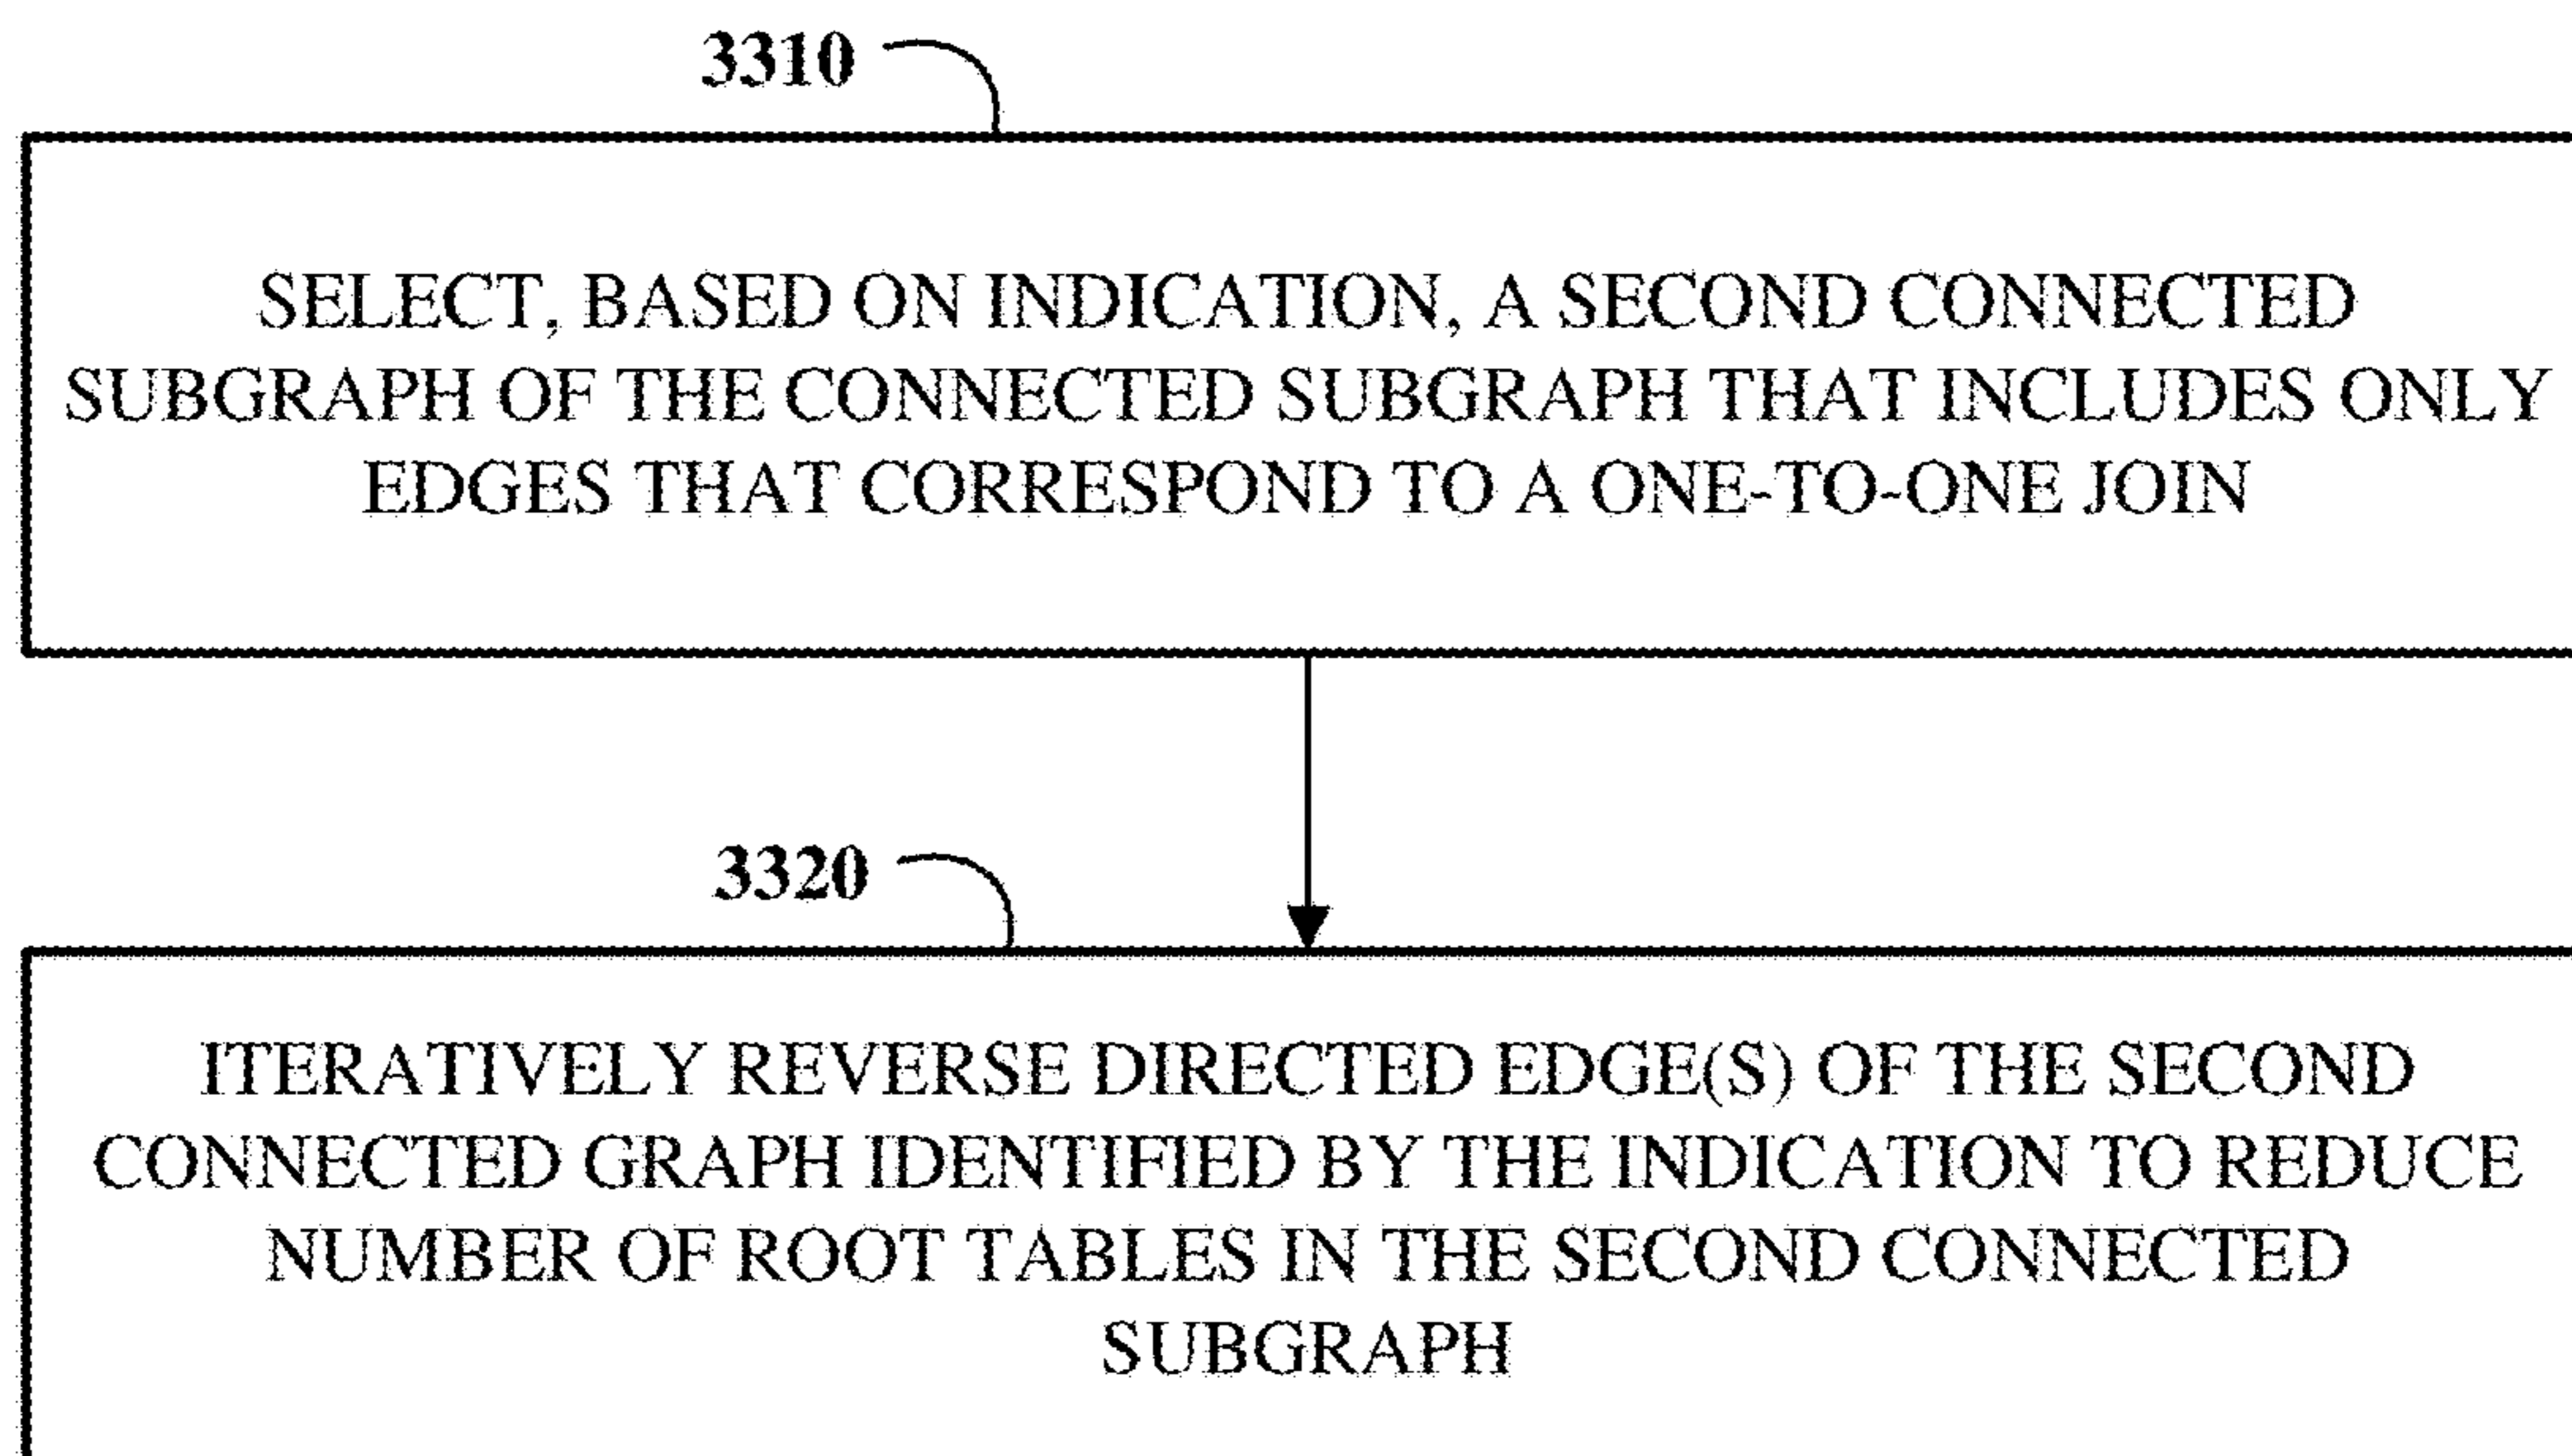 3310
SELECT, BASED ON INDICATION, A SECOND CONNECTED
SUBGRAPH OF THE CONNECTED SUBGRAPH THAT INCLUDES ONLY
EDGES THAT CORRESPOND TO A ONE-TO-ONE JOIN
3320
ITERATIVELY REVERSE DIRECTED EDGE(S) OF THE SECOND
CONNECTED GRAPH IDENTIFIED BY THE INDICATION TO REDUCE
NUMBER OF ROOT TABLES IN THE SECOND CONNECTED
SUBGRAPH